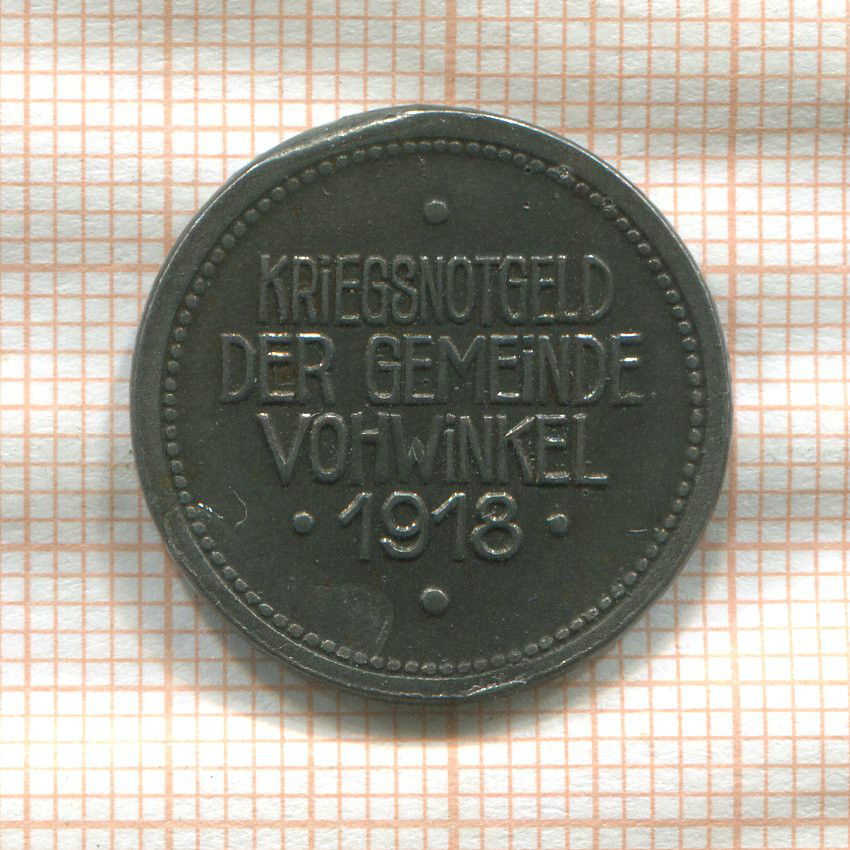 KRiEGSNOTGELD
DER GEMEiNDE
VOHWiNKEL
• 1918 •